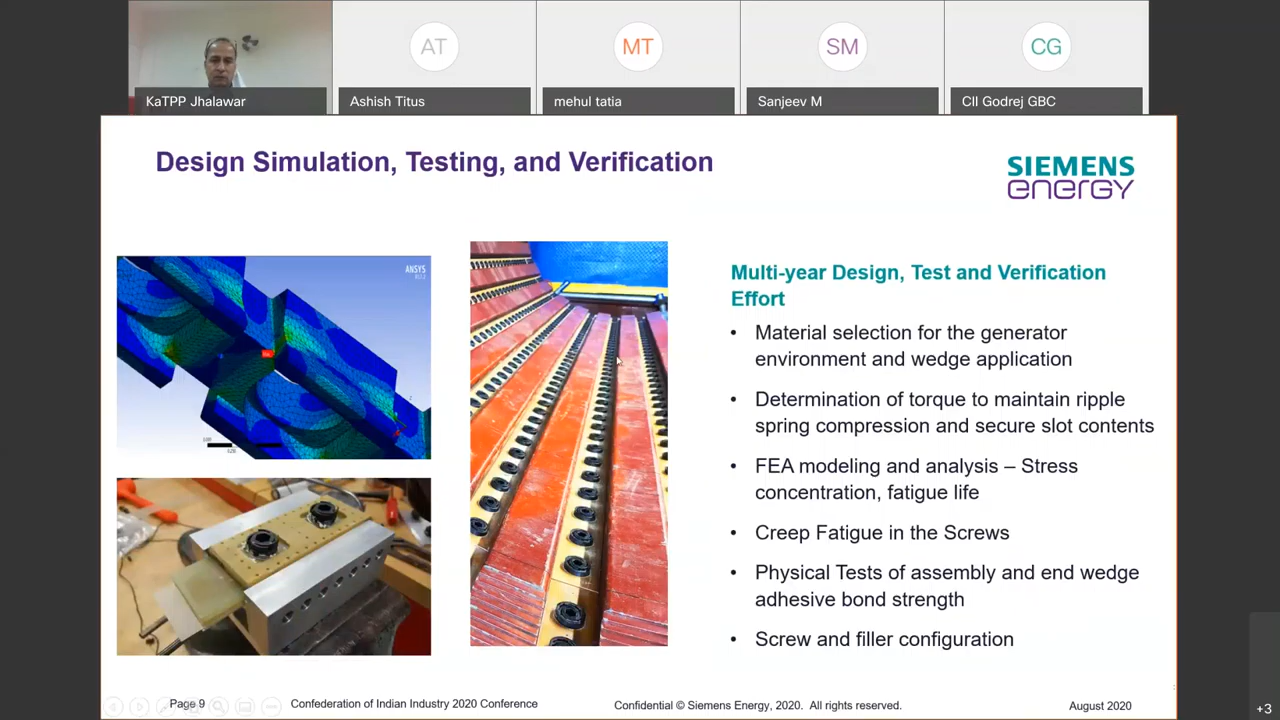 AT
MT
SM
CG
KaTPP Jhalawar
Ashish Titus
mehul tatia
Sanjeev M
CII Godrej GBC
Design Simulation, Testing, and Verification
SIEMENS
energy
ANSYS
Multi-year Design, Test and Verification
Effort
• Material selection for the generator
environment and wedge application
• Determination of torque to maintain ripple
spring compression and secure slot contents
• FEA modeling and analysis – Stress
concentration, fatigue life
• Creep Fatigue in the Screws
• Physical Tests of assembly and end wedge
adhesive bond strength
• Screw and filler configuration
Page 9
Confederation of Indian Industry 2020 Conference
Confidential © Siemens Energy, 2020. All rights reserved.
August 2020
+3